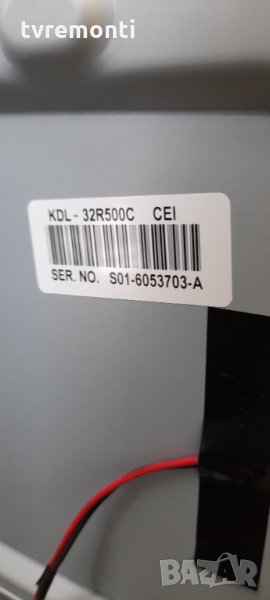 tvremonti
KDL - 32R500C CEI
SER. NO. S01-6053703-A
BAZAR